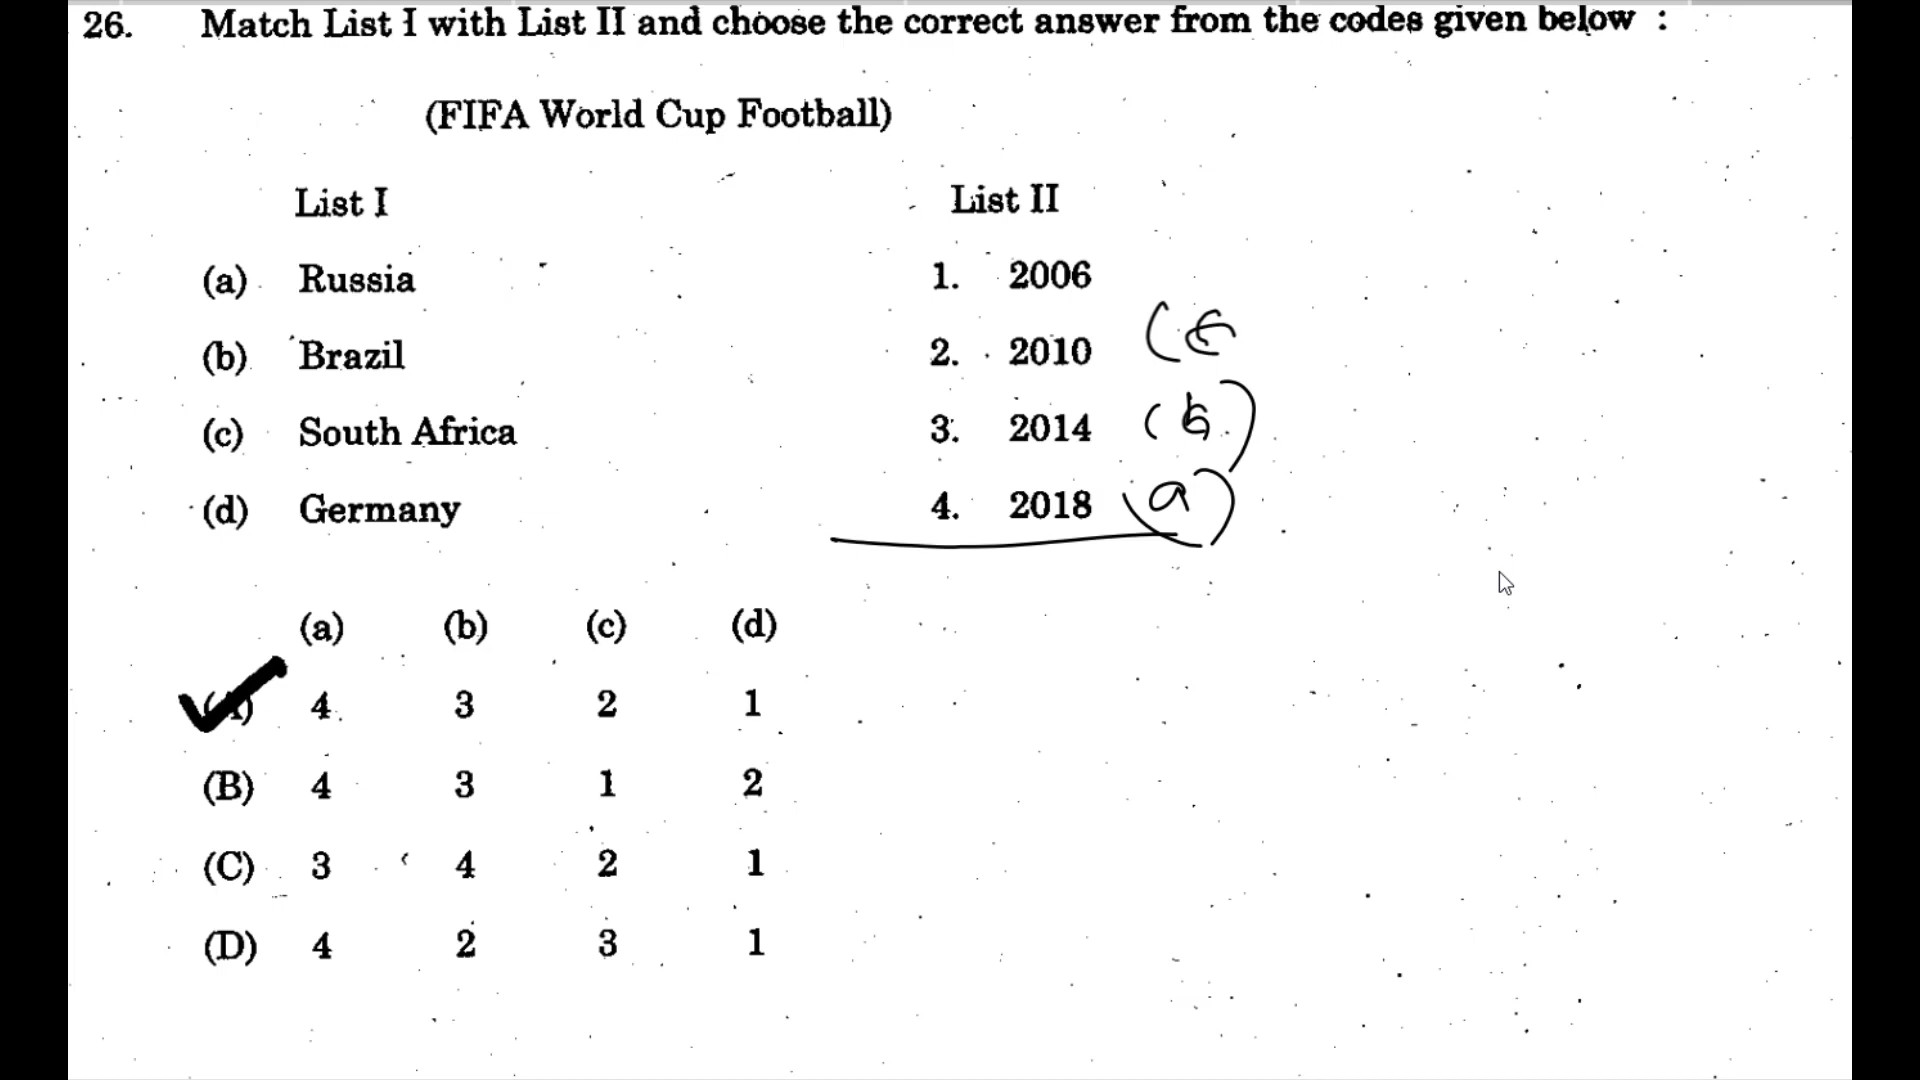 26. Match List I with List II and choose the correct answer from the codes given below :
(FIFA World Cup Football)
List I List II
(a) Russia 1. 2006
(b) Brazil 2. 2010 (c
(c) South Africa 3. 2014 (b)
(d) Germany 4. 2018 (a)
(a) (b) (c) (d)
(A) 4 3 2 1
(B) 4 3 1 2
(C) 3 4 2 1
(D) 4 2 3 1